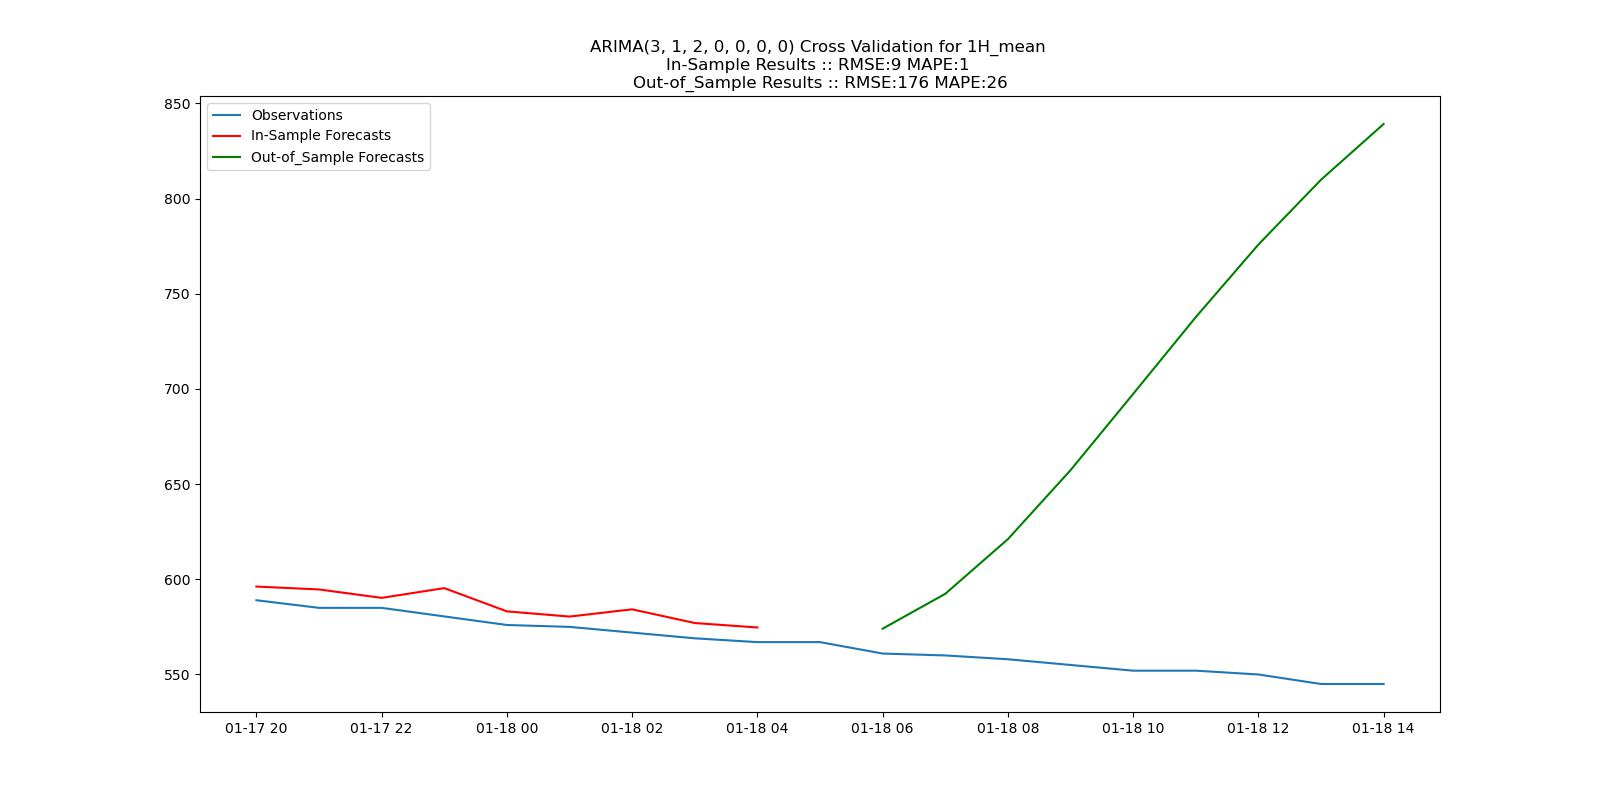 ARIMA(3, 1, 2, 0, 0, 0, 0) Cross Validation for 1H_mean
In-Sample Results :: RMSE:9 MAPE:1
Out-of_Sample Results :: RMSE:176 MAPE:26
Observations
In-Sample Forecasts
Out-of_Sample Forecasts
850
800
750
700
650
600
550
01-17 20
01-17 22
01-18 00
01-18 02
01-18 04
01-18 06
01-18 08
01-18 10
01-18 12
01-18 14